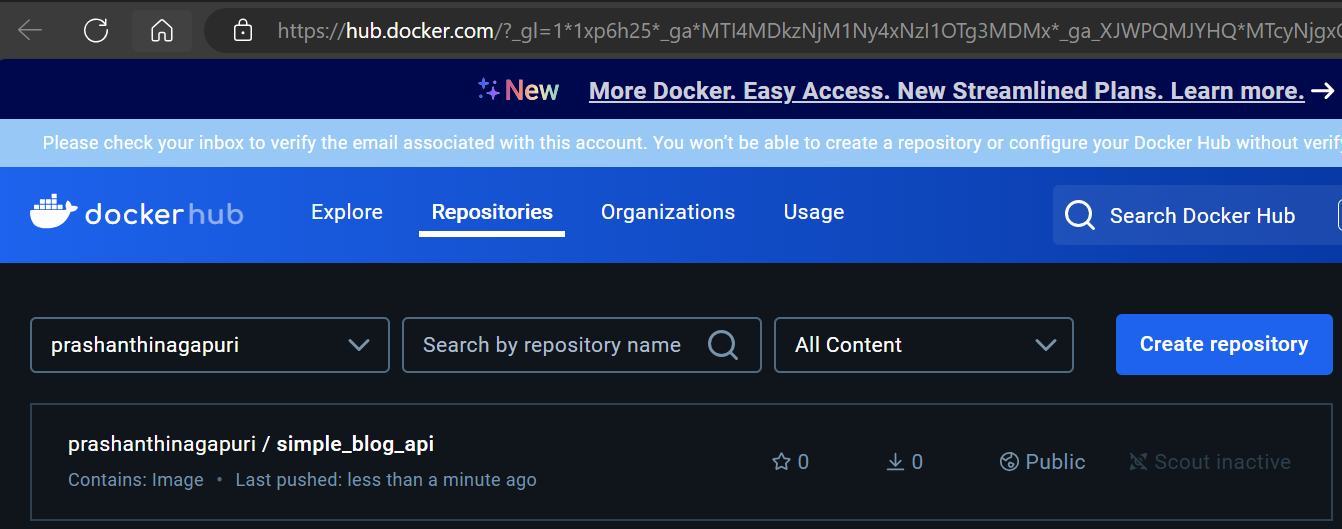 https://hub.docker.com/?_gl=1*1xp6h25*_ga*MTI4MDkzNjM1Ny4xNzI1OTg3MDMx*_ga_XJWPQMJYHQ*MTcyNjgx
New More Docker. Easy Access. New Streamlined Plans. Learn more. →
Please check your inbox to verify the email associated with this account. You won't be able to create a repository or configure your Docker Hub without verify
docker hub Explore Repositories Organizations Usage Search Docker Hub
prashanthinagapuri Search by repository name All Content Create repository
prashanthinagapuri / simple_blog_api
0 0 Public Scout inactive
Contains: Image • Last pushed: less than a minute ago